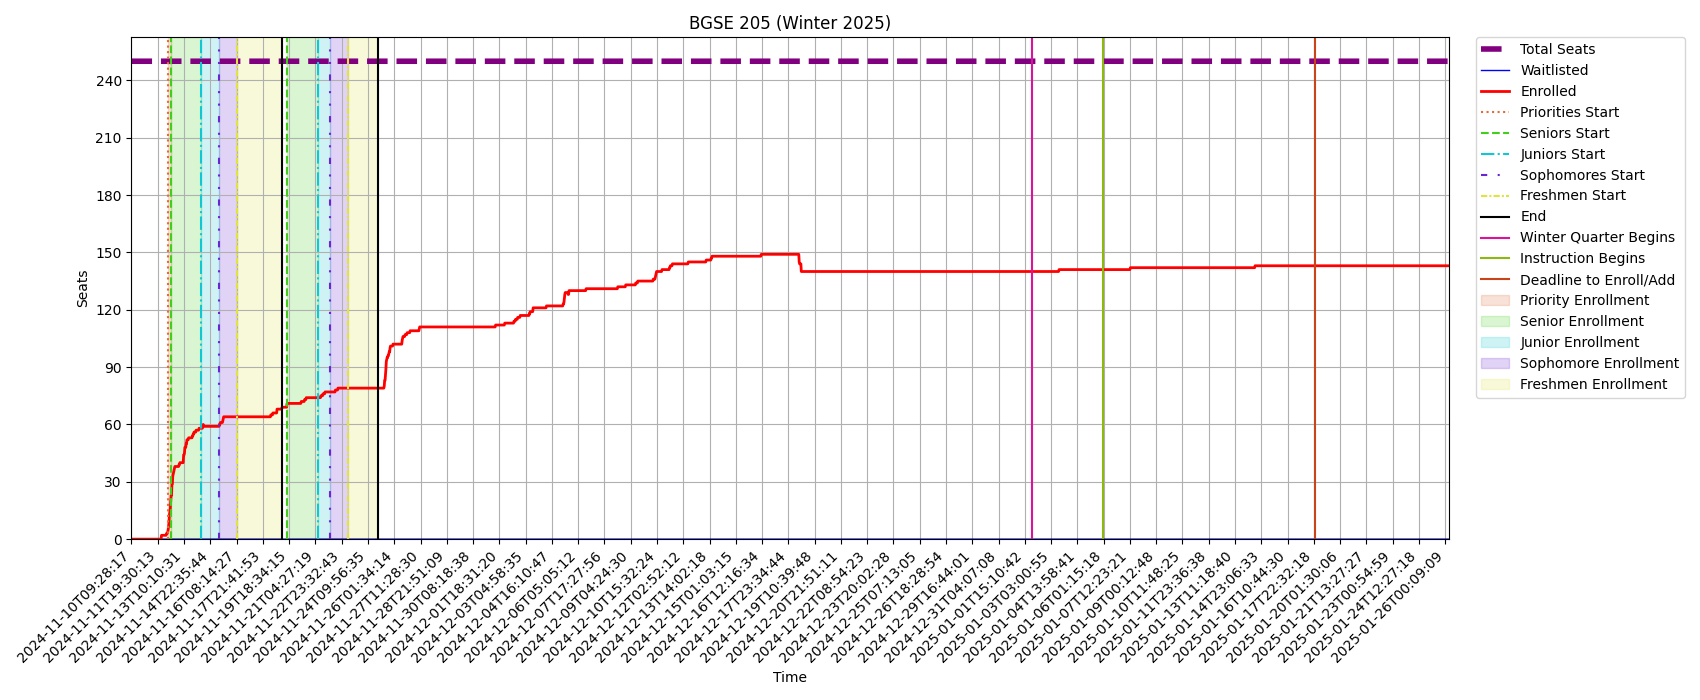 BGSE 205 (Winter 2025)
Seats
240
210
180
150
120
90
60
30
0
2024-11-10T09:28:17
2024-11-11T19:30:13
2024-11-13T10:10:31
2024-11-14T22:35:44
2024-11-16T08:14:27
2024-11-17T21:41:53
2024-11-19T18:34:15
2024-11-21T04:27:19
2024-11-22T23:32:43
2024-11-24T09:56:35
2024-11-26T01:34:14
2024-11-27T11:28:30
2024-11-28T21:51:09
2024-11-30T08:18:38
2024-12-01T18:31:20
2024-12-03T04:58:35
2024-12-04T16:10:47
2024-12-06T05:05:12
2024-12-07T17:27:56
2024-12-09T04:24:30
2024-12-10T15:32:24
2024-12-12T02:52:12
2024-12-13T14:02:18
2024-12-15T01:03:15
2024-12-16T12:16:34
2024-12-17T23:34:44
2024-12-19T10:39:48
2024-12-20T21:51:11
2024-12-22T08:54:23
2024-12-23T20:02:28
2024-12-25T07:13:05
2024-12-26T18:28:54
2024-12-29T16:44:01
2024-12-31T04:07:08
2025-01-01T15:10:42
2025-01-03T03:00:55
2025-01-04T13:58:41
2025-01-06T01:15:18
2025-01-07T12:23:21
2025-01-09T00:12:48
2025-01-10T11:48:25
2025-01-11T23:36:38
2025-01-13T11:18:40
2025-01-14T23:06:33
2025-01-16T10:44:30
2025-01-17T22:32:18
2025-01-20T01:30:06
2025-01-21T13:27:27
2025-01-23T00:54:59
2025-01-24T12:27:18
2025-01-26T00:09:09
Time
Total Seats
Waitlisted
Enrolled
Priorities Start
Seniors Start
Juniors Start
Sophomores Start
Freshmen Start
End
Winter Quarter Begins
Instruction Begins
Deadline to Enroll/Add
Priority Enrollment
Senior Enrollment
Junior Enrollment
Sophomore Enrollment
Freshmen Enrollment